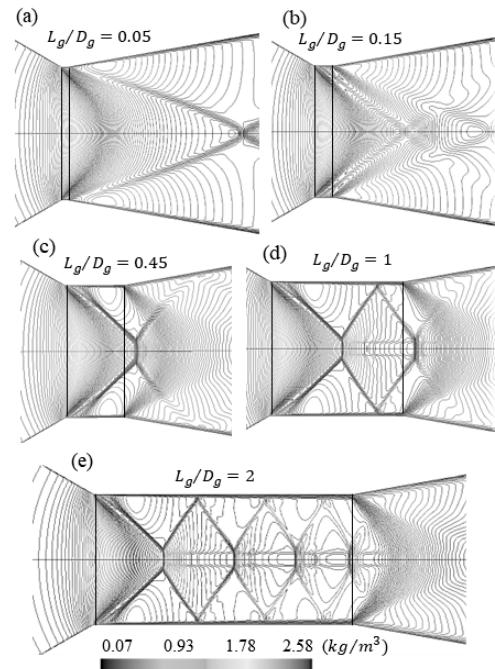 (a)
L_g/D_g = 0.05
(b)
L_g/D_g = 0.15
(c)
L_g/D_g = 0.45
(d)
L_g/D_g = 1
(e)
L_g/D_g = 2
0.07 0.93 1.78 2.58 (kg/m³)